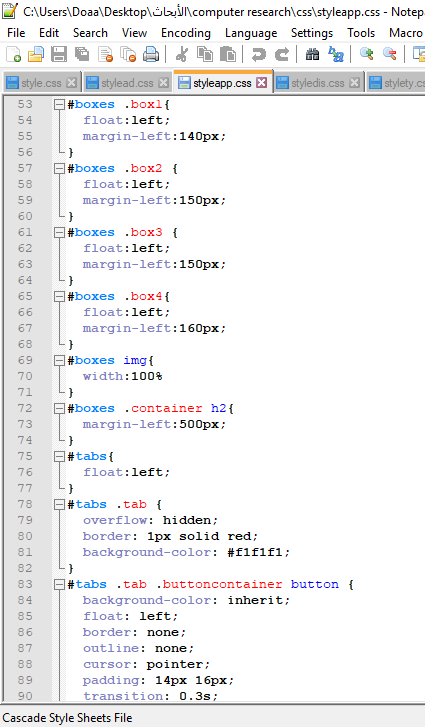 C:\Users\Doaa\Desktop\الأبحاث\computer research\css\styleapp.css - Notep
File Edit Search View Encoding Language Settings Tools Macro
style.css stylead.css styleapp.css styledis.css stylety.c
53 #boxes .box1{
54 float:left;
55 margin-left:140px;
56 }
57 #boxes .box2 {
58 float:left;
59 margin-left:150px;
60 }
61 #boxes .box3 {
62 float:left;
63 margin-left:150px;
64 }
65 #boxes .box4{
66 float:left;
67 margin-left:160px;
68 }
69 #boxes img{
70 width:100%
71 }
72 #boxes .container h2{
73 margin-left:500px;
74 }
75 #tabs{
76 float:left;
77 }
78 #tabs .tab {
79 overflow: hidden;
80 border: 1px solid red;
81 background-color: #f1f1f1;
82 }
83 #tabs .tab .buttoncontainer button {
84 background-color: inherit;
85 float: left;
86 border: none;
87 outline: none;
88 cursor: pointer;
89 padding: 14px 16px;
90 transition: 0.3s;
Cascade Style Sheets File